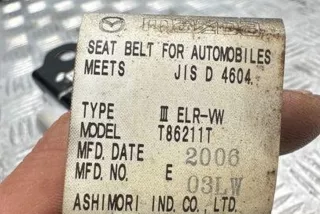 SEAT BELT FOR AUTOMOBILES
MEETS JIS D 4604.
TYPE Ⅲ ELR-VW
MODEL T86211T
MFD. DATE 2006
MFD. NO. E 03LW
ASHIMORI IND. CO., LTD.